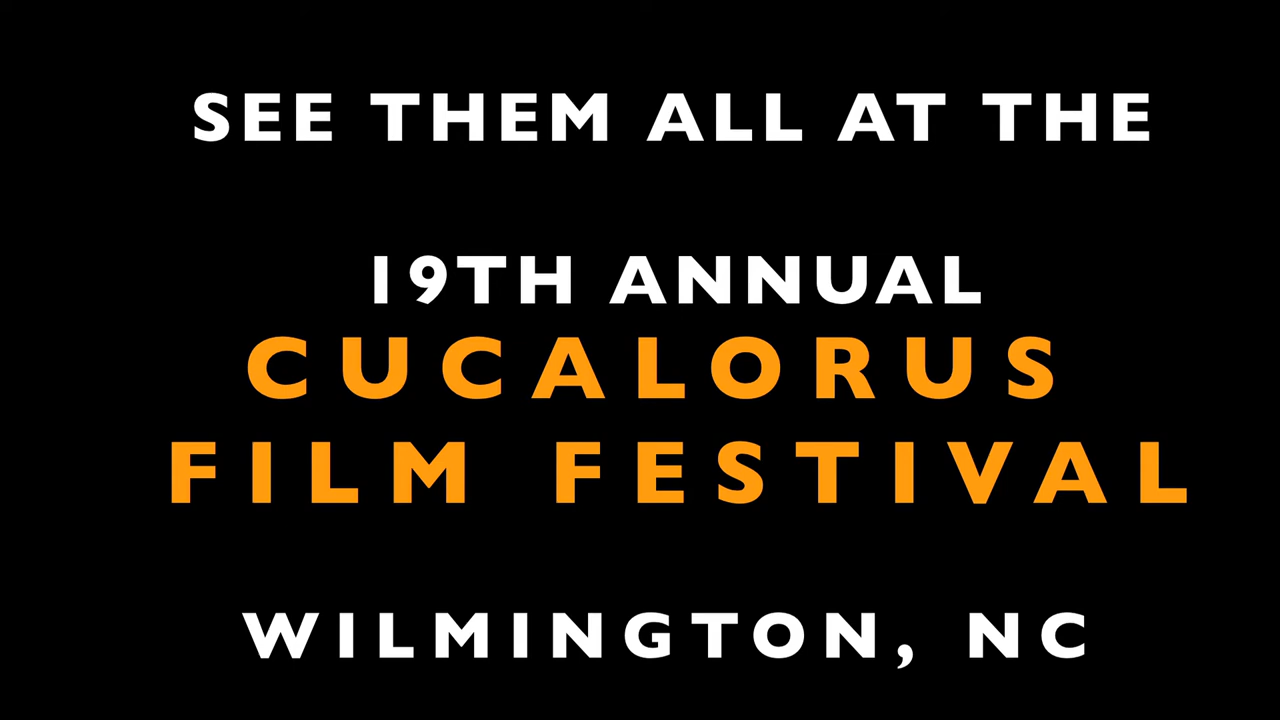 SEE THEM ALL AT THE
19TH ANNUAL
CUCALORUS
FILM FESTIVAL
WILMINGTON, NC